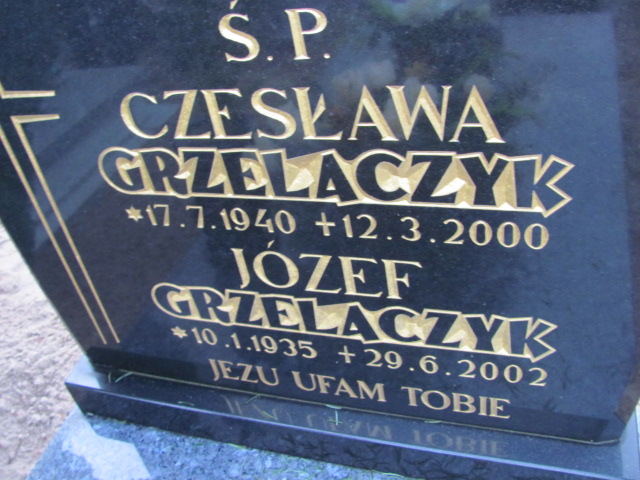 Ś.P.
CZESŁAWA
GRZELACZYK
*17.7.1940 +12.3.2000
JÓZEF
GRZELACZYK
*10.1.1935 +29.6.2002
JEZU UFAM TOBIE